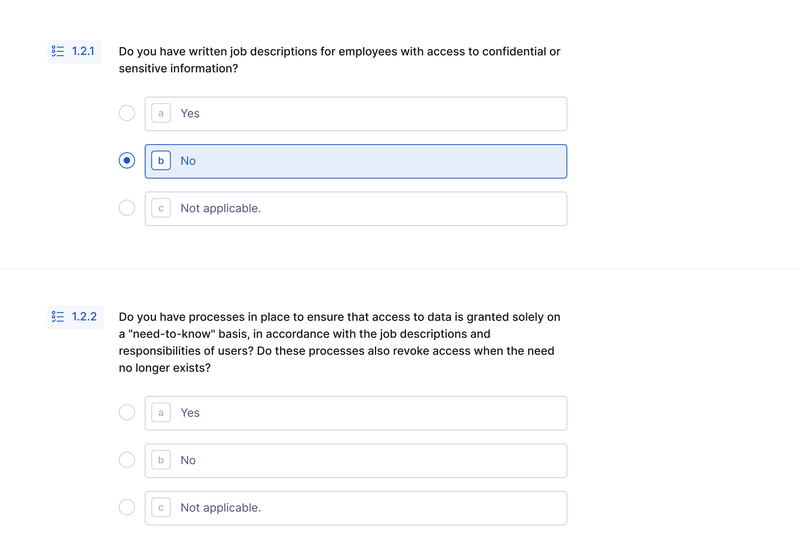 1.2.1
Do you have written job descriptions for employees with access to confidential or
sensitive information?
a Yes
b No
c Not applicable.
1.2.2
Do you have processes in place to ensure that access to data is granted solely on
a "need-to-know" basis, in accordance with the job descriptions and
responsibilities of users? Do these processes also revoke access when the need
no longer exists?
a Yes
b No
c Not applicable.